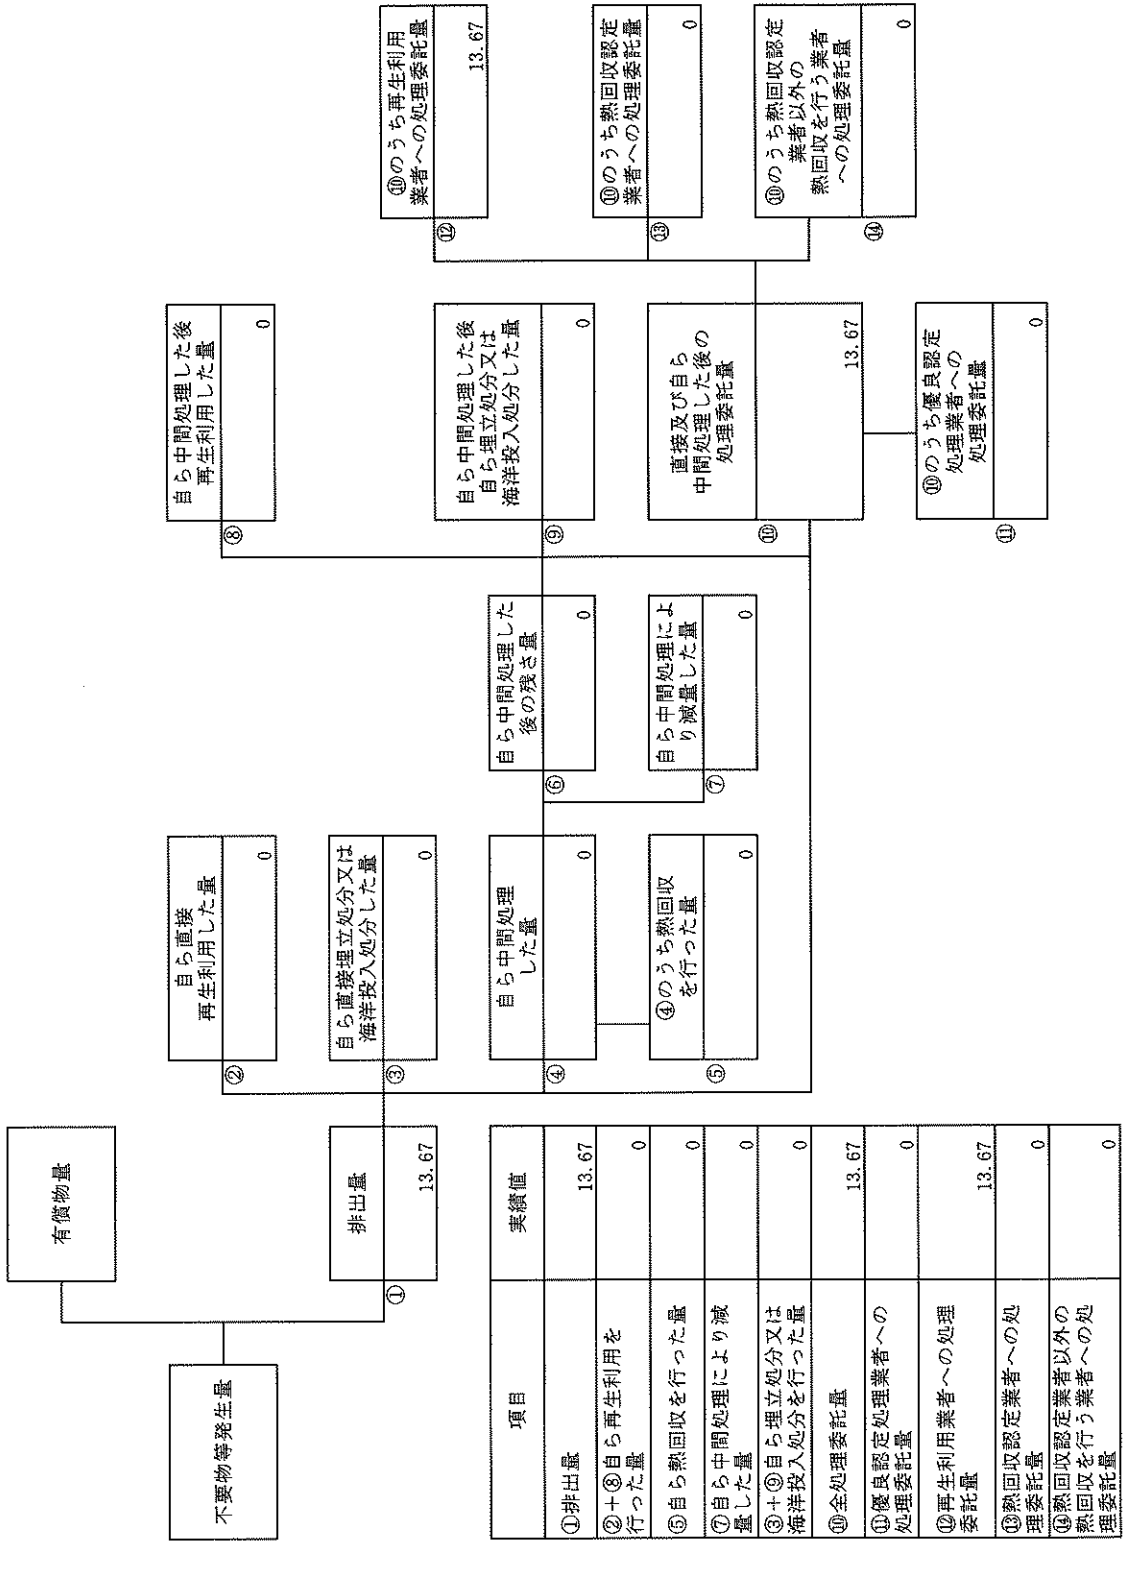 不要物等発生量
有償物量
①
排出量
13.67
②
自ら直接
再生利用した量
0
③
自ら直接埋立処分又は
海洋投入処分した量
0
④
自ら中間処理
した量
0
⑤
④のうち熱回収
を行った量
0
⑥
自ら中間処理した
後の残さ量
0
⑦
自ら中間処理によ
り減量した量
0
⑧
自ら中間処理した後
再生利用した量
0
⑨
自ら中間処理した後
自ら埋立処分又は
海洋投入処分した量
0
⑩
直接及び自ら
中間処理した後の
処理委託量
13.67
⑪
⑩のうち優良認定
処理業者への
処理委託量
0
⑫
⑩のうち再生利用
業者への処理委託量
13.67
⑬
⑩のうち熱回収認定
業者への処理委託量
0
⑭
⑩のうち熱回収認定
業者以外の
熱回収を行う業者
への処理委託量
0
項目 実績値
①排出量 13.67
②+⑧自ら再生利用を
行った量 0
⑤自ら熱回収を行った量 0
⑦自ら中間処理により減
量した量 0
③+⑨自ら埋立処分又は
海洋投入処分を行った量 0
⑩全処理委託量 13.67
⑪優良認定処理業者への
処理委託量 0
⑫再生利用業者への処理
委託量 13.67
⑬熱回収認定業者への処
理委託量 0
⑭熱回収認定業者以外の
熱回収を行う業者への処
理委託量 0